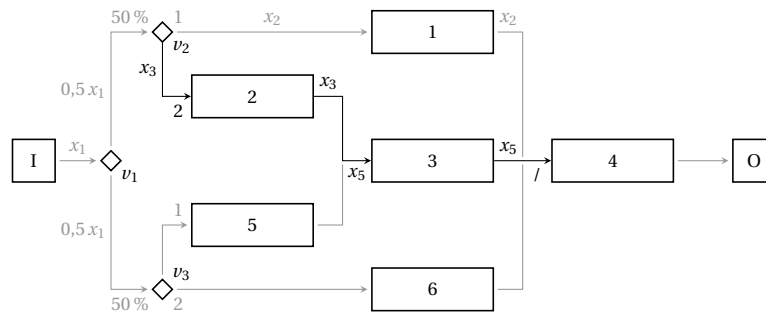 50 % 1 x₂ 1 x₂
v₂
x₃ x₃
0,5 x₁ 2 2
I x₁ v₁ x₅ 3 x₅ / 4 O
0,5 x₁ 1 5
v₃
50 % 2 6